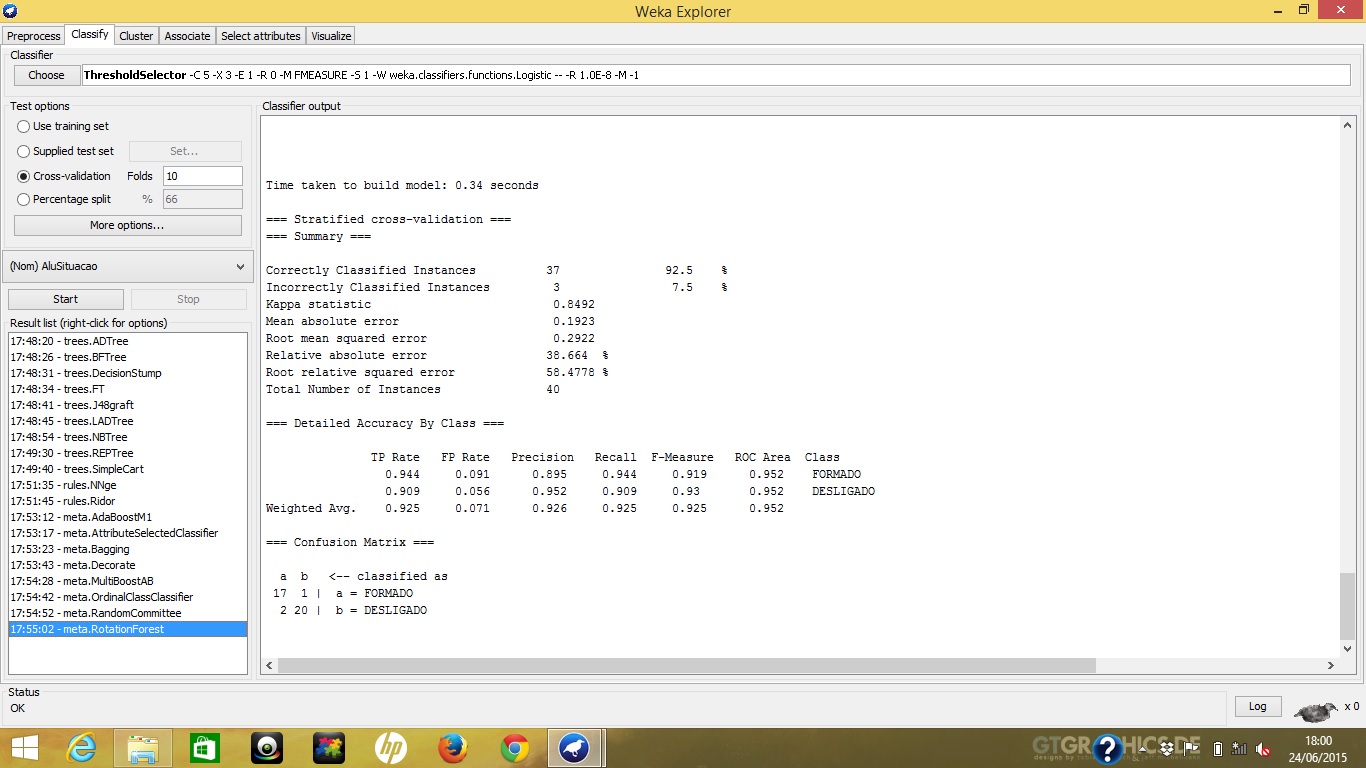 Weka Explorer
Preprocess Classify Cluster Associate Select attributes Visualize
Classifier
Choose ThresholdSelector -C 5 -X 3 -E 1 -R 0 -M FMEASURE -S 1 -W weka.classifiers.functions.Logistic -- -R 1.0E-8 -M -1
Test options
Use training set
Supplied test set Set...
Cross-validation Folds 10
Percentage split % 66
More options...
(Nom) AluSituacao
Start Stop
Result list (right-click for options)
17:48:20 - trees.ADTree
17:48:26 - trees.BFTree
17:48:31 - trees.DecisionStump
17:48:34 - trees.FT
17:48:41 - trees.J48graft
17:48:45 - trees.LADTree
17:48:54 - trees.NBTree
17:49:30 - trees.REPTree
17:49:40 - trees.SimpleCart
17:51:35 - rules.NNge
17:51:45 - rules.Ridor
17:53:12 - meta.AdaBoostM1
17:53:17 - meta.AttributeSelectedClassifier
17:53:23 - meta.Bagging
17:53:43 - meta.Decorate
17:54:28 - meta.MultiBoostAB
17:54:42 - meta.OrdinalClassClassifier
17:54:52 - meta.RandomCommittee
17:55:02 - meta.RotationForest
Classifier output
Time taken to build model: 0.34 seconds
=== Stratified cross-validation ===
=== Summary ===
Correctly Classified Instances 37 92.5 %
Incorrectly Classified Instances 3 7.5 %
Kappa statistic 0.8492
Mean absolute error 0.1923
Root mean squared error 0.2922
Relative absolute error 38.664 %
Root relative squared error 58.4778 %
Total Number of Instances 40
=== Detailed Accuracy By Class ===
TP Rate FP Rate Precision Recall F-Measure ROC Area Class
0.944 0.091 0.895 0.944 0.919 0.952 FORMADO
0.909 0.056 0.952 0.909 0.93 0.952 DESLIGADO
Weighted Avg. 0.925 0.071 0.926 0.925 0.925 0.952
=== Confusion Matrix ===
a b <-- classified as
17 1 | a = FORMADO
2 20 | b = DESLIGADO
Status
OK
Log
x 0
hp
18:00
24/06/2015